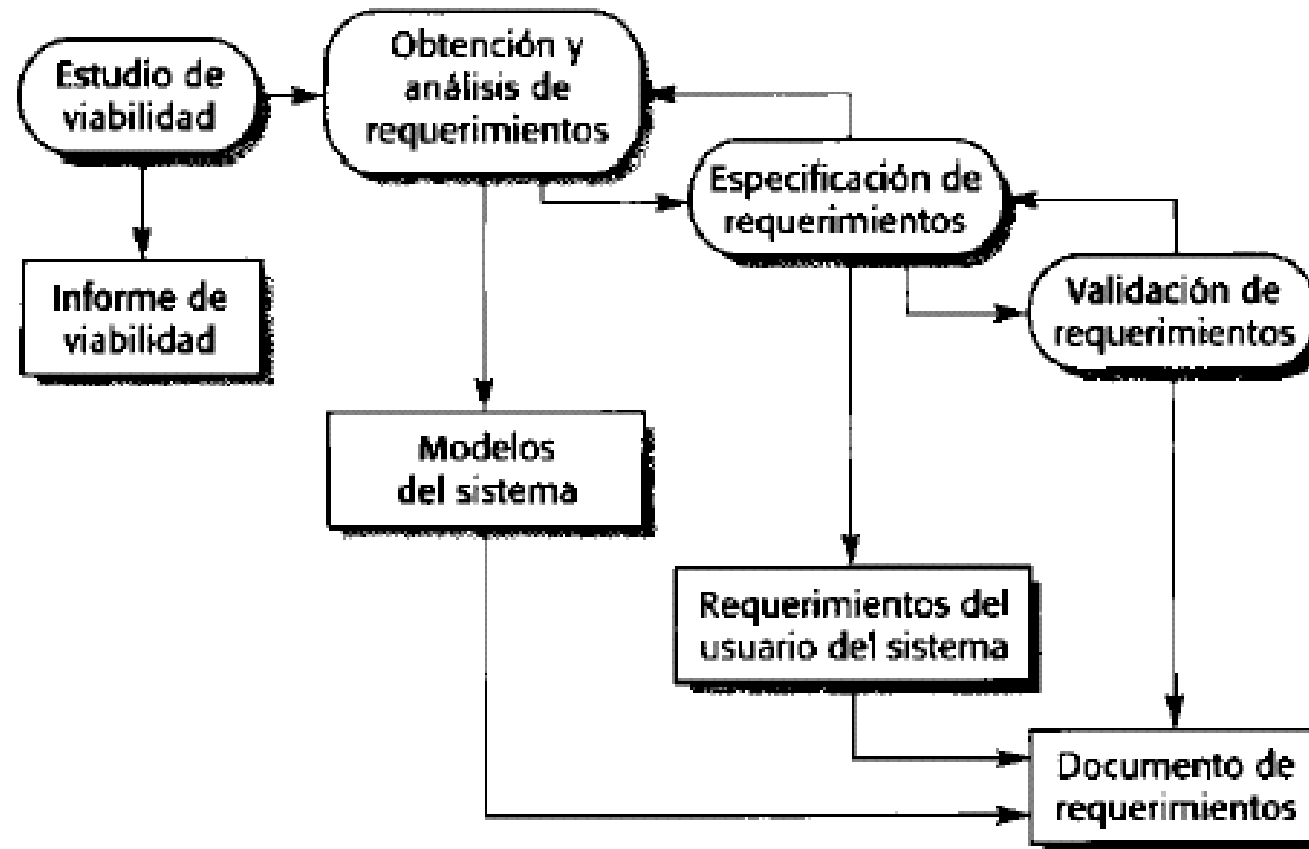 Estudio de
viabilidad
Obtención y
análisis de
requerimientos
Especificación de
requerimientos
Informe de
viabilidad
Validación de
requerimientos
Modelos
del sistema
Requerimientos del
usuario del sistema
Documento de
requerimientos